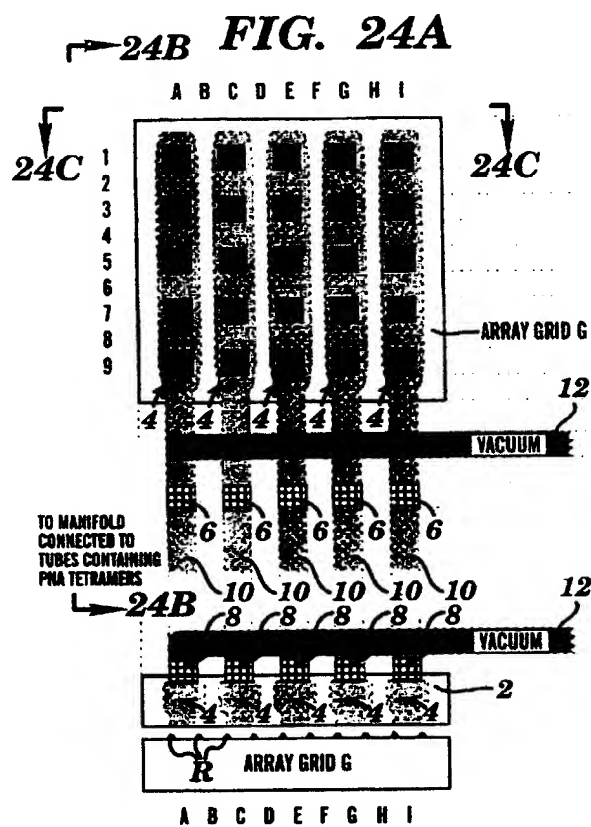 FIG. 24A
24B
A B C D E F G H I
24C 24C
1
2
3
4
5
6
7
8
9
ARRAY GRID G
4 4 4 4 4
12
VACUUM
6 6 6 6 6
TO MANIFOLD
CONNECTED TO
TUBES CONTAINING
PNA TETRAMERS
10 10 10 10 10
24B
8 8 8 8 8
12
VACUUM
2
4 4 4 4 4
R
ARRAY GRID G
A B C D E F G H I